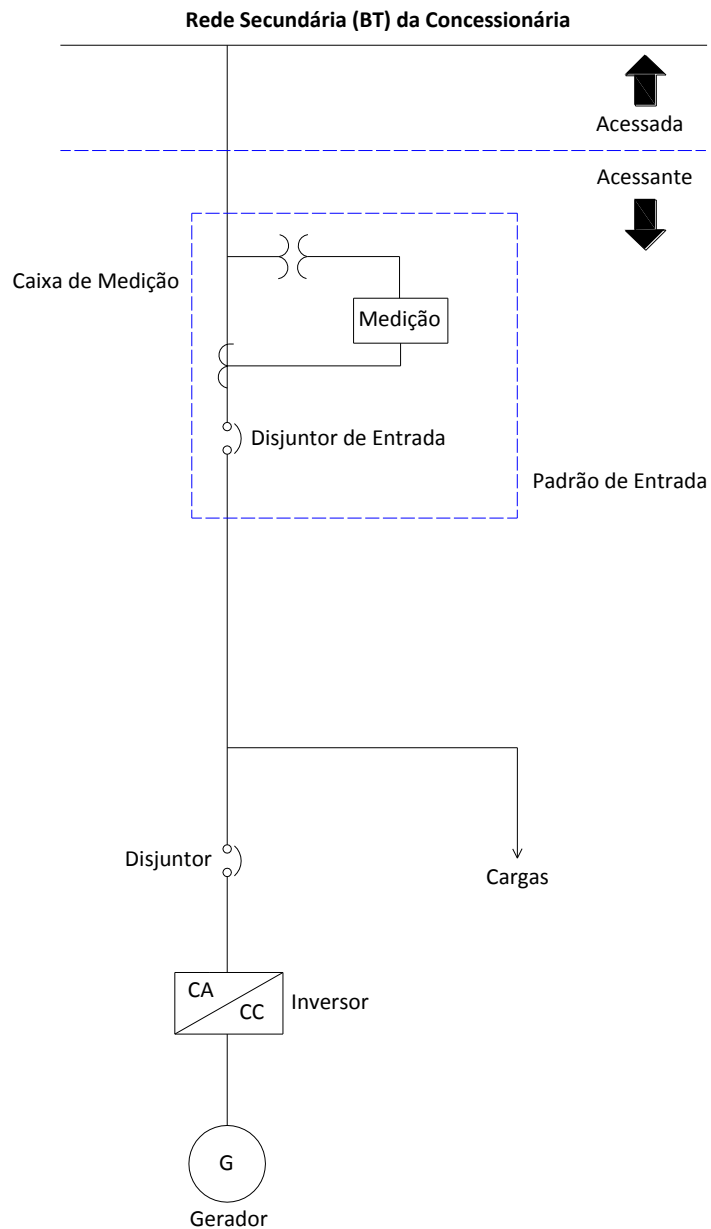 Rede Secundária (BT) da Concessionária
Acessada
Acessante
Caixa de Medição
Medição
Disjuntor de Entrada
Padrão de Entrada
Disjuntor
Cargas
CA
CC
Inversor
G
Gerador